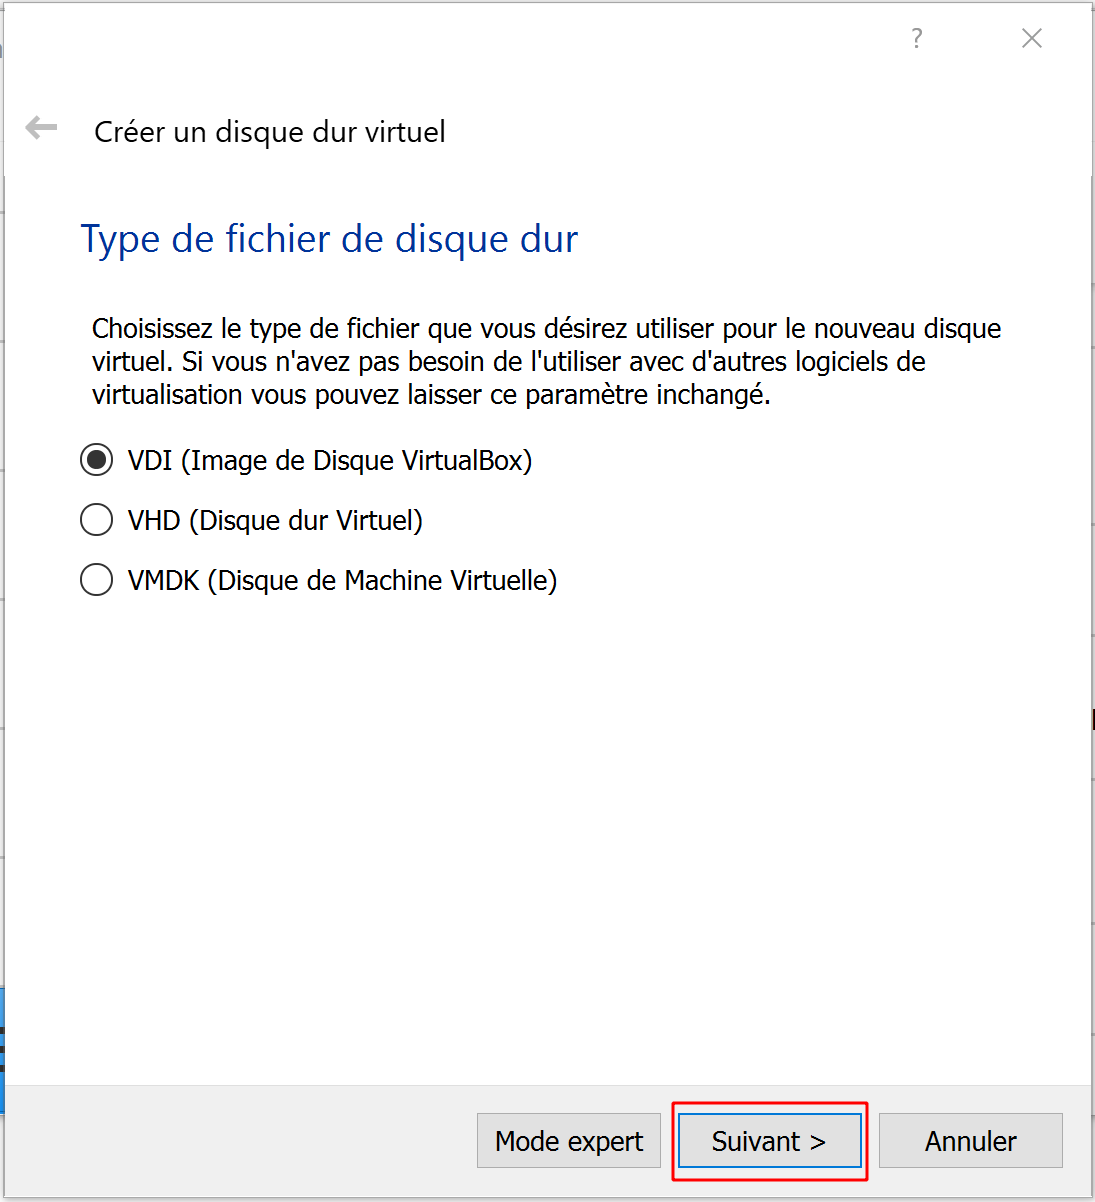 ?
Créer un disque dur virtuel
Type de fichier de disque dur
Choisissez le type de fichier que vous désirez utiliser pour le nouveau disque
virtuel. Si vous n'avez pas besoin de l'utiliser avec d'autres logiciels de
virtualisation vous pouvez laisser ce paramètre inchangé.
VDI (Image de Disque VirtualBox)
VHD (Disque dur Virtuel)
VMDK (Disque de Machine Virtuelle)
Mode expert Suivant > Annuler